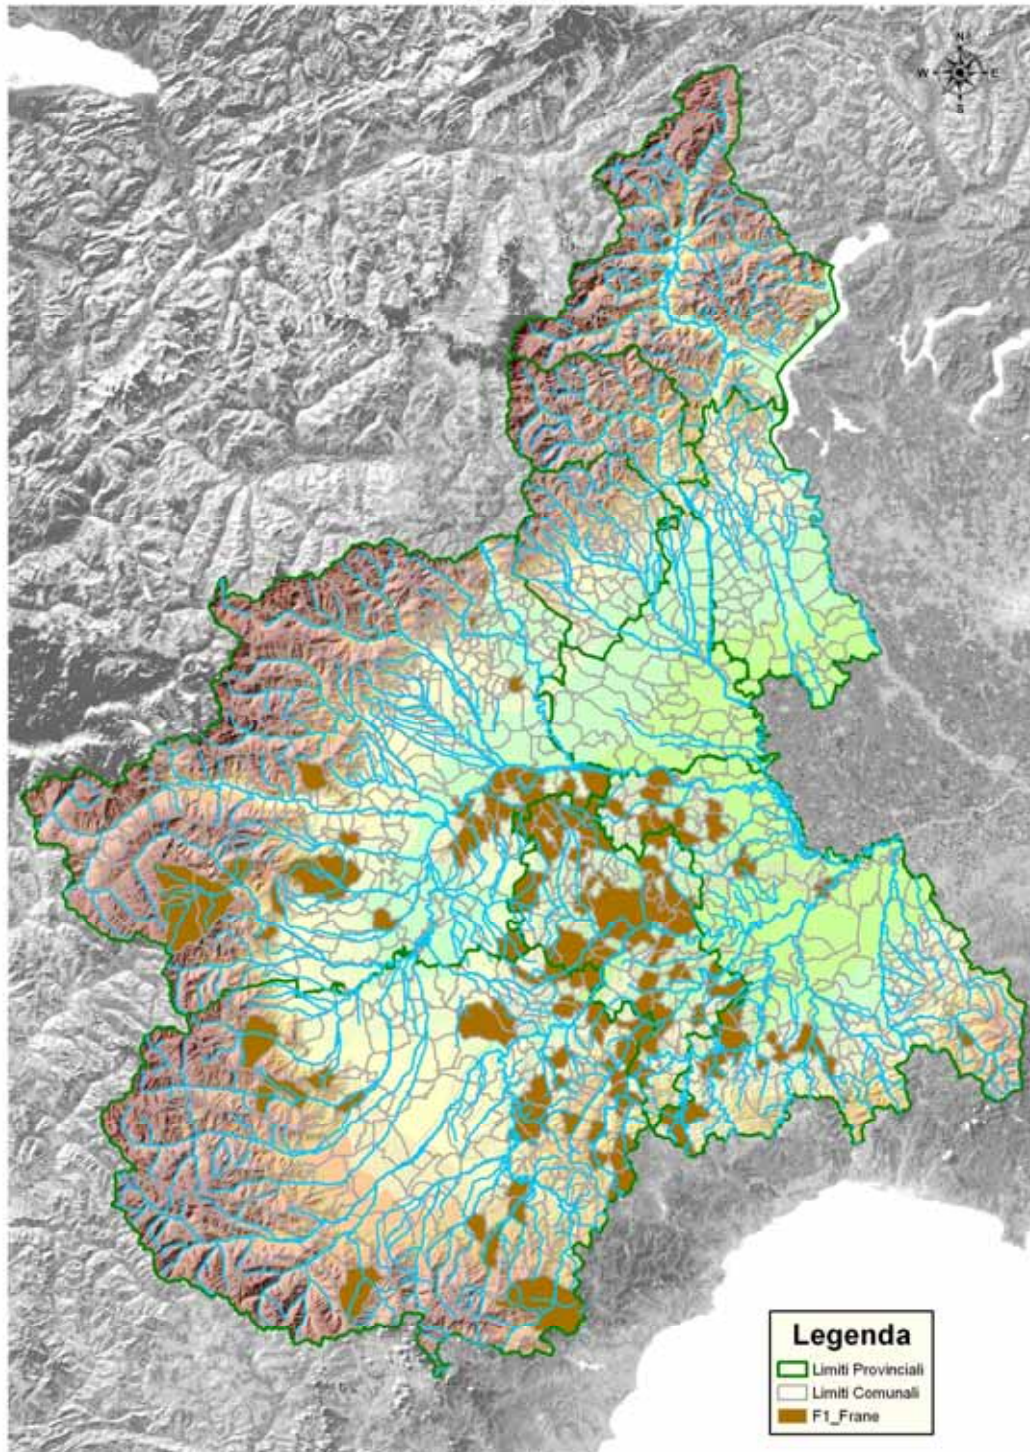 N
W E
S
Legenda
Limiti Provinciali
Limiti Comunali
F1_Frane